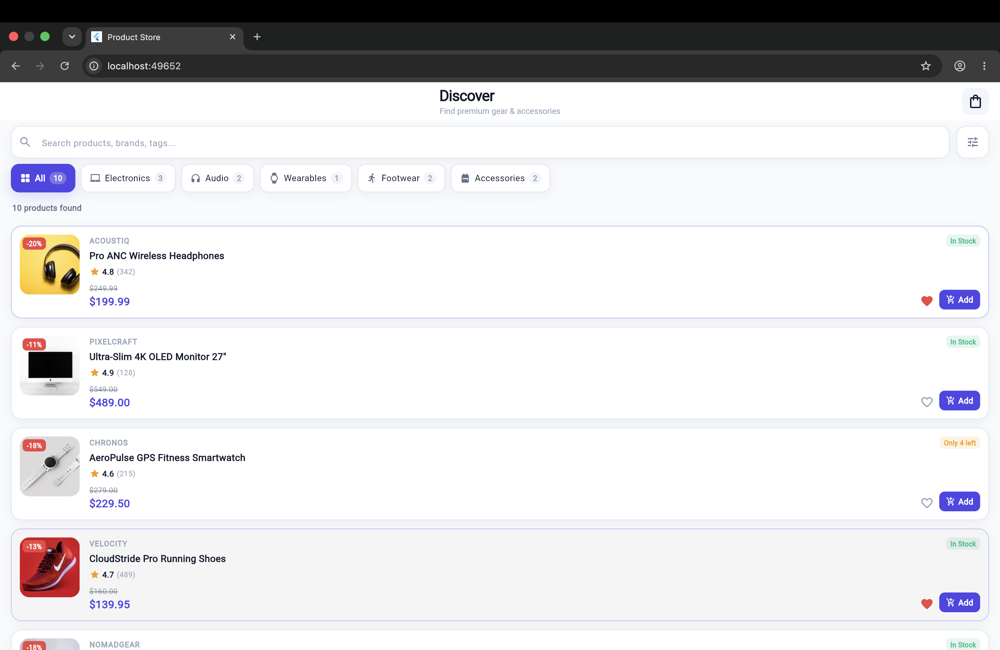 Product Store
localhost:49652
Discover
Find premium gear & accessories
Search products, brands, tags...
All 10 Electronics 3 Audio 2 Wearables 1 Footwear 2 Accessories 2
10 products found
-20%
ACOUSTIQ
In Stock
Pro ANC Wireless Headphones
4.8 (342)
$249.99
$199.99
Add
-11%
PIXELCRAFT
In Stock
Ultra-Slim 4K OLED Monitor 27"
4.9 (128)
$549.00
$489.00
Add
-18%
CHRONOS
Only 4 left
AeroPulse GPS Fitness Smartwatch
4.6 (215)
$279.00
$229.50
Add
-13%
VELOCITY
In Stock
CloudStride Pro Running Shoes
4.7 (489)
$160.00
$139.95
Add
-18%
NOMADGEAR
In Stock